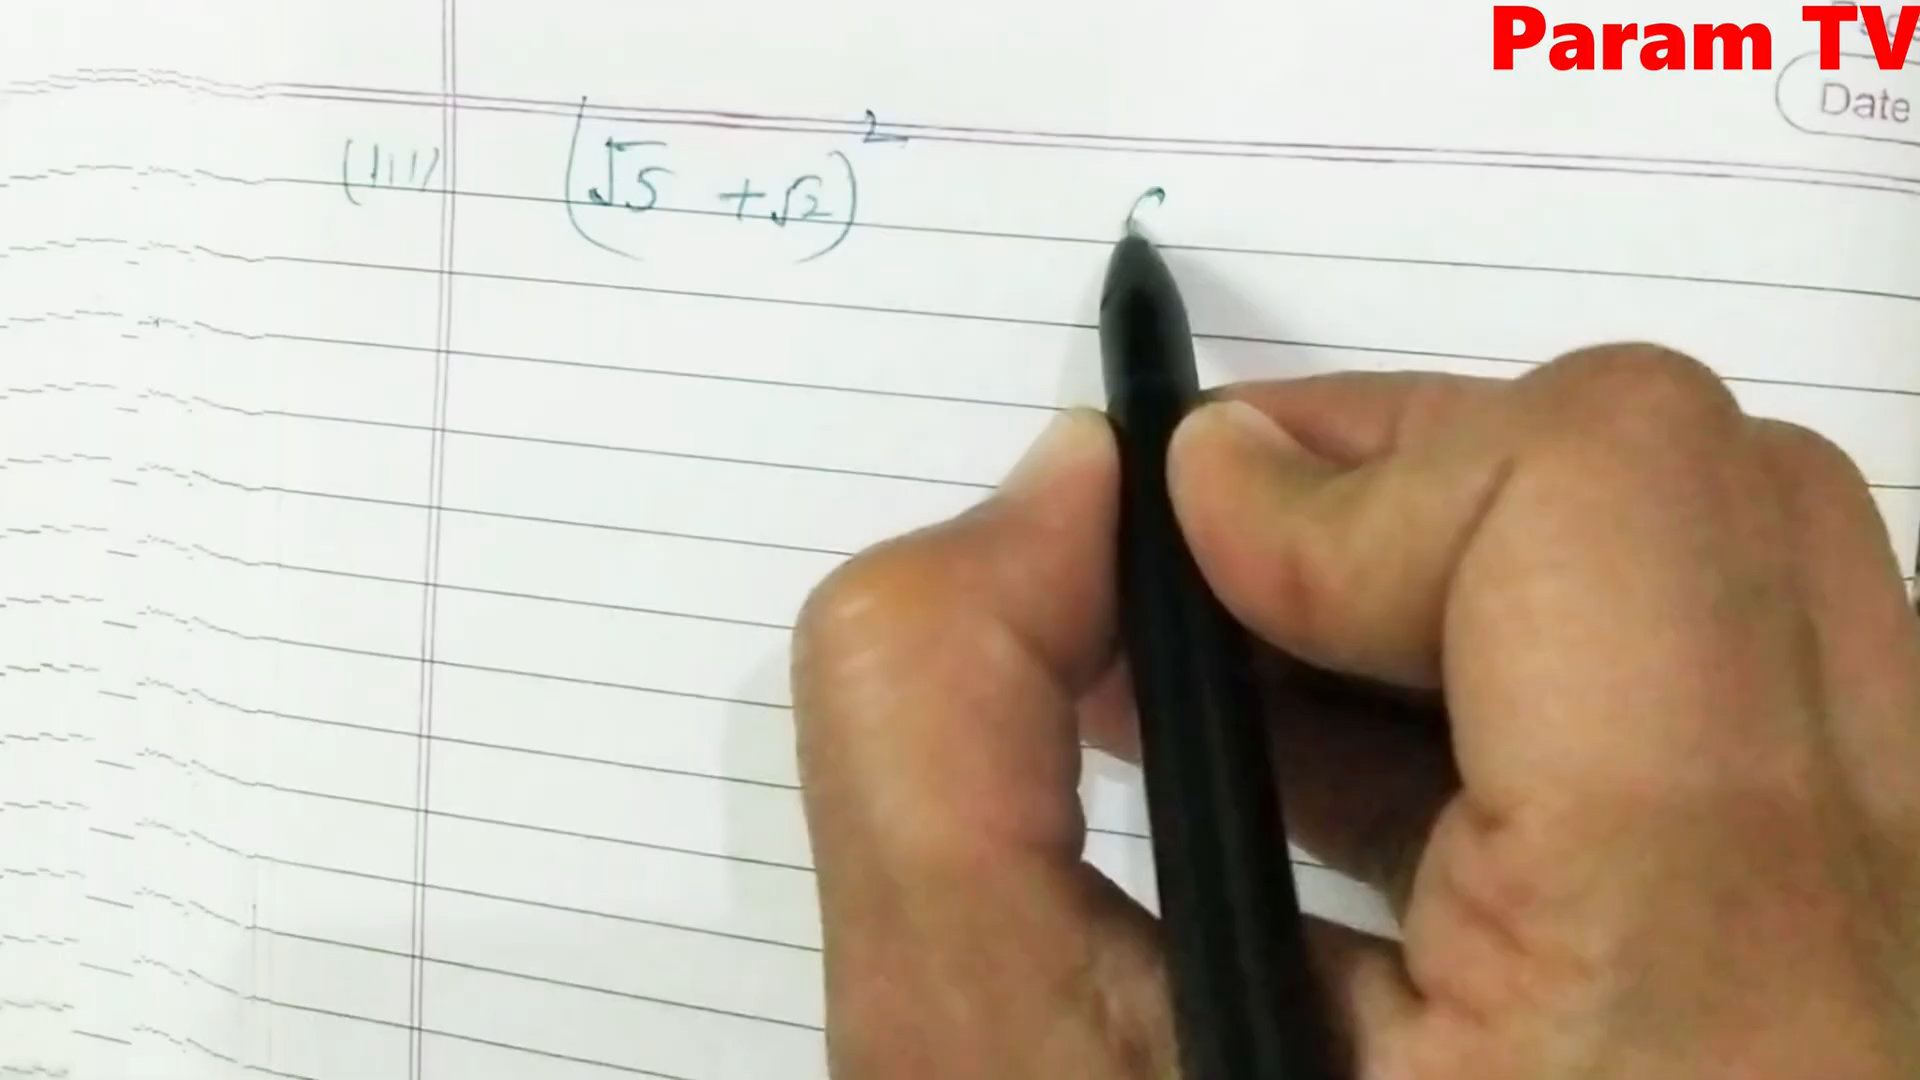 Param TV
Date
(iii) (√5 + √2)²